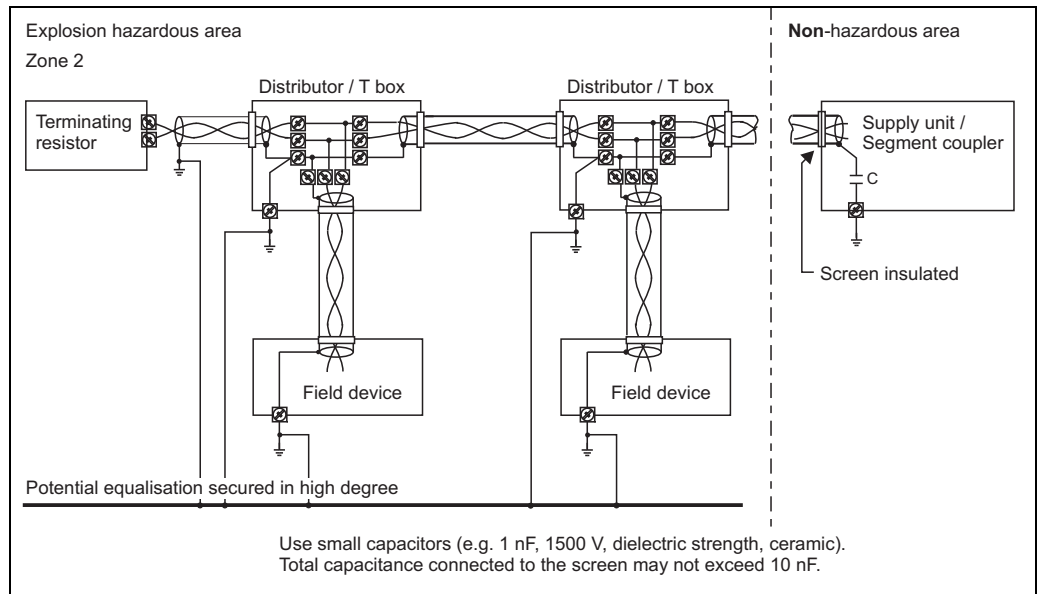 Explosion hazardous area
Non-hazardous area
Zone 2
Distributor / T box
Distributor / T box
Terminating
resistor
Supply unit /
Segment coupler
C
Screen insulated
Field device
Field device
Potential equalisation secured in high degree
Use small capacitors (e.g. 1 nF, 1500 V, dielectric strength, ceramic).
Total capacitance connected to the screen may not exceed 10 nF.